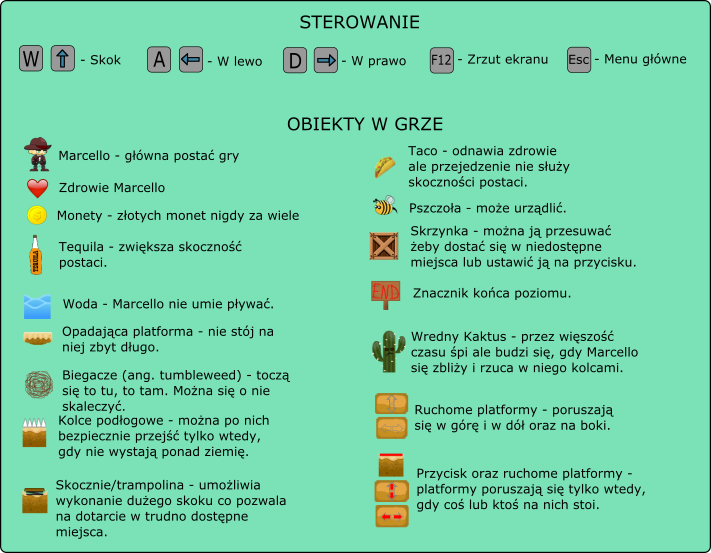 STEROWANIE
W - Skok
A - W lewo
D - W prawo
F12 - Zrzut ekranu
Esc - Menu główne
OBIEKTY W GRZE
Marcello - główna postać gry
Zdrowie Marcello
$
Monety - złotych monet nigdy za wiele
TEQUILA
Tequila - zwiększa skoczność
postaci.
Woda - Marcello nie umie pływać.
Opadająca platforma - nie stój na
niej zbyt długo.
Biegacze (ang. tumbleweed) - toczą
się to tu, to tam. Można się o nie
skaleczyć.
Kolce podłogowe - można po nich
bezpiecznie przejść tylko wtedy,
gdy nie wystają ponad ziemię.
Skocznie/trampolina - umożliwia
wykonanie dużego skoku co pozwala
na dotarcie w trudno dostępne
miejsca.
Taco - odnawia zdrowie
ale przejedzenie nie służy
skoczności postaci.
Pszczoła - może urządlić.
Skrzynka - można ją przesuwać
żeby dostać się w niedostępne
miejsca lub ustawić ją na przycisku.
END
Znacznik końca poziomu.
Wredny Kaktus - przez więszość
czasu śpi ale budzi się, gdy Marcello
się zbliży i rzuca w niego kolcami.
Ruchome platformy - poruszają
się w górę i w dół oraz na boki.
Przycisk oraz ruchome platformy -
platformy poruszają się tylko wtedy,
gdy coś lub ktoś na nich stoi.